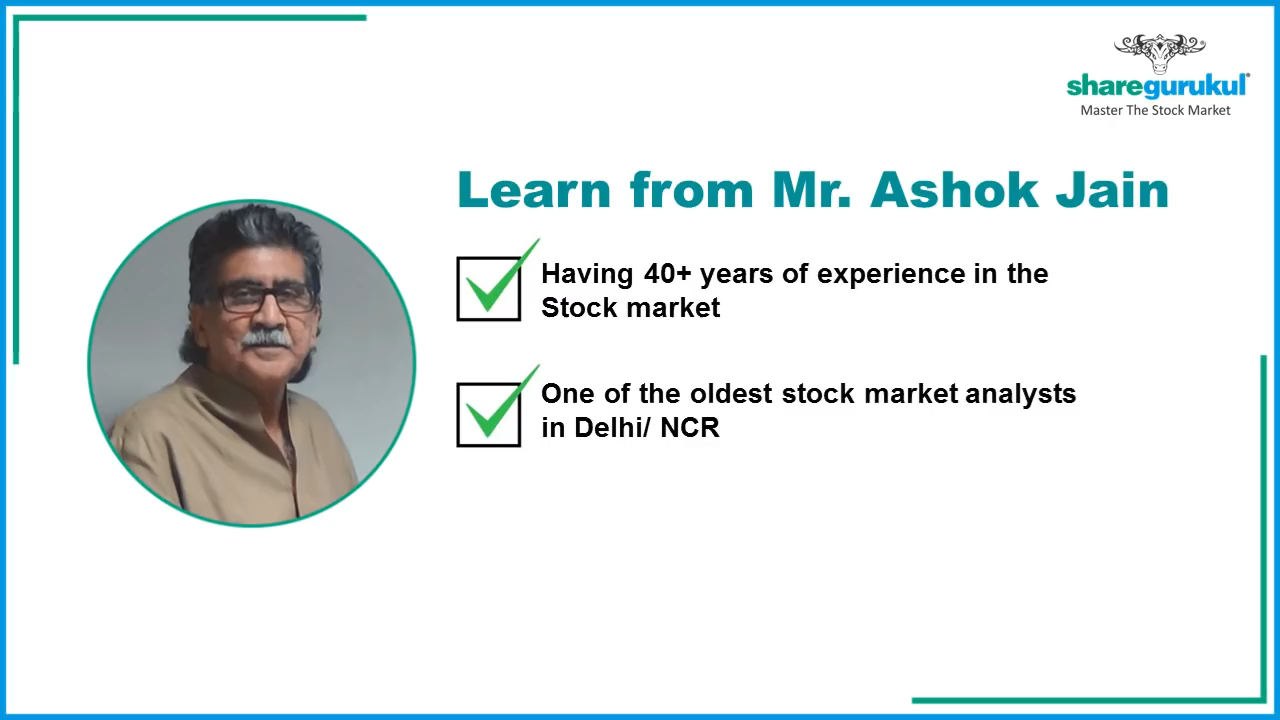 sharegurukul
Master The Stock Market
Learn from Mr. Ashok Jain
Having 40+ years of experience in the
Stock market
One of the oldest stock market analysts
in Delhi/ NCR